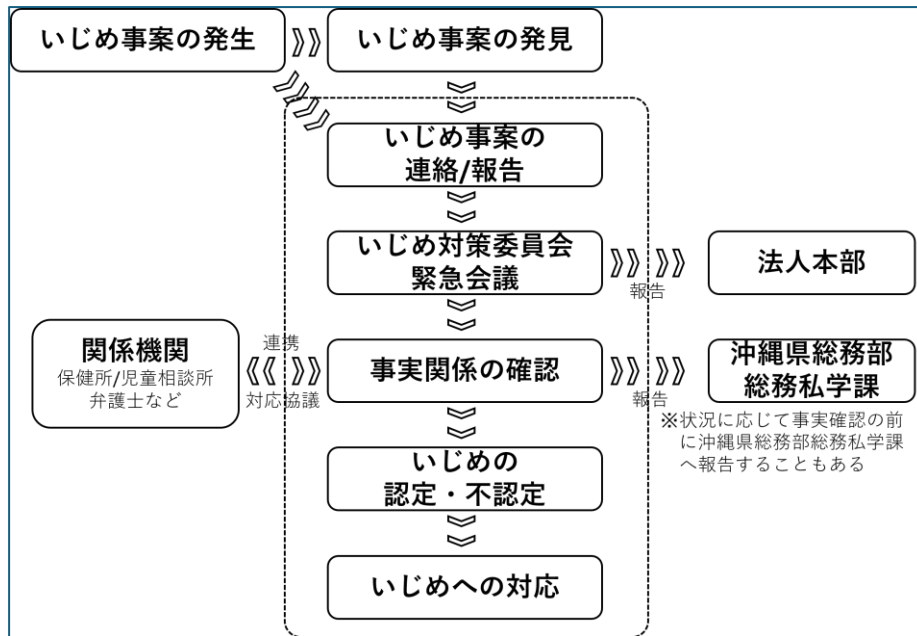 いじめ事案の発生
いじめ事案の発見
いじめ事案の
連絡/報告
いじめ対策委員会
緊急会議
報告
法人本部
関係機関
保健所/児童相談所
弁護士など
連携
対応協議
事実関係の確認
報告
沖縄県総務部
総務私学課
※状況に応じて事実確認の前
に沖縄県総務部総務私学課
へ報告することもある
いじめの
認定・不認定
いじめへの対応